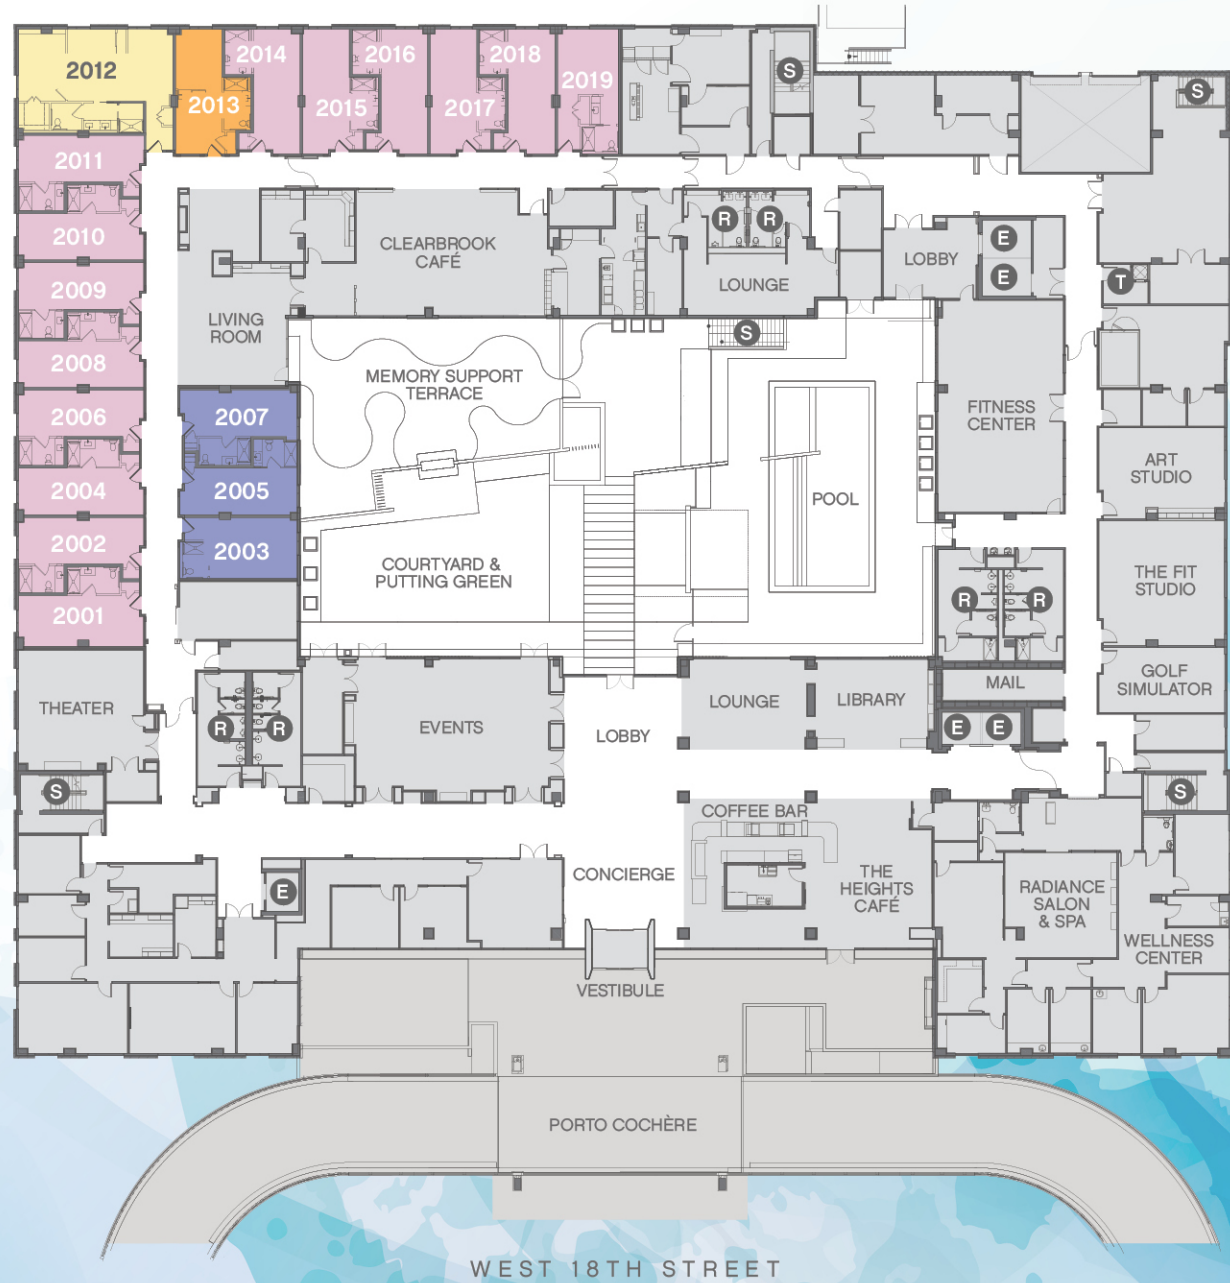 2012
2013
2014
2015
2016
2017
2018
2019
S
S
2011
2010
2009
2008
2006
2004
2002
2001
2007
2005
2003
CLEARBROOK
CAFÉ
LIVING
ROOM
R
R
LOUNGE
LOBBY
E
E
T
S
MEMORY SUPPORT
TERRACE
FITNESS
CENTER
ART
STUDIO
POOL
COURTYARD &
PUTTING GREEN
THE FIT
STUDIO
R
R
GOLF
SIMULATOR
MAIL
THEATER
R
R
EVENTS
LOBBY
LOUNGE
LIBRARY
E
E
S
S
COFFEE BAR
CONCIERGE
THE
HEIGHTS
CAFÉ
E
RADIANCE
SALON
& SPA
WELLNESS
CENTER
VESTIBULE
PORTO COCHÈRE
WEST 18TH STREET